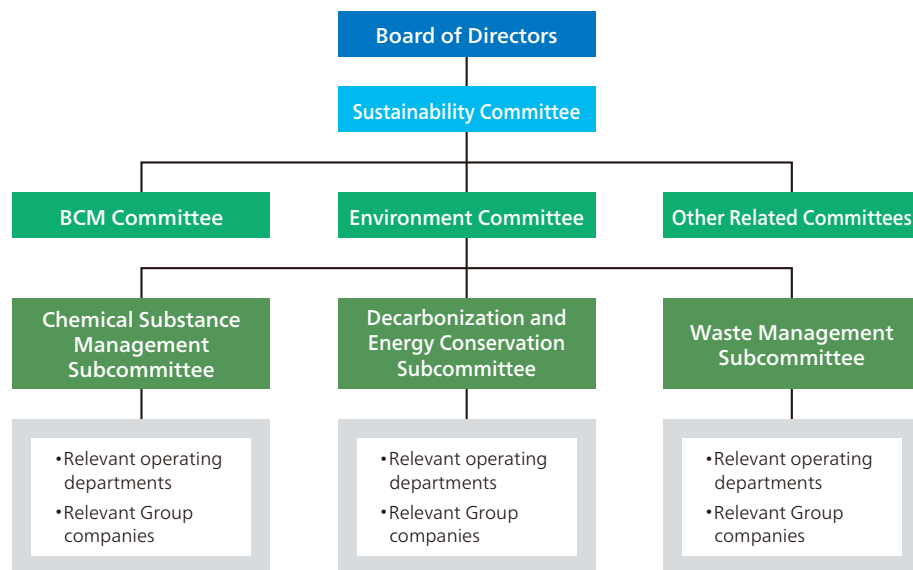 Board of Directors
Sustainability Committee
BCM Committee
Environment Committee
Other Related Committees
Chemical Substance
Management
Subcommittee
Decarbonization and
Energy Conservation
Subcommittee
Waste Management
Subcommittee
•Relevant operating
departments
•Relevant Group
companies
•Relevant operating
departments
•Relevant Group
companies
•Relevant operating
departments
•Relevant Group
companies